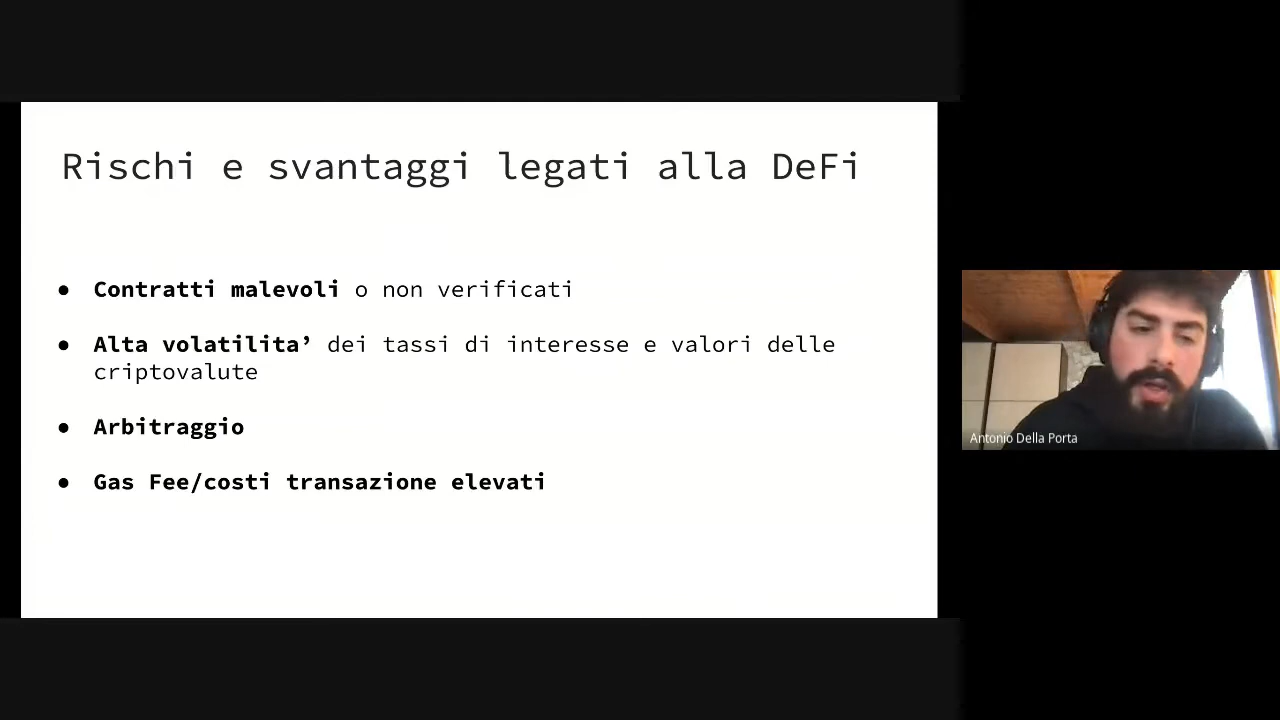 Rischi e svantaggi legati alla DeFi
● Contratti malevoli o non verificati
● Alta volatilita’ dei tassi di interesse e valori delle
criptovalute
● Arbitraggio
● Gas Fee/costi transazione elevati
Antonio Della Porta